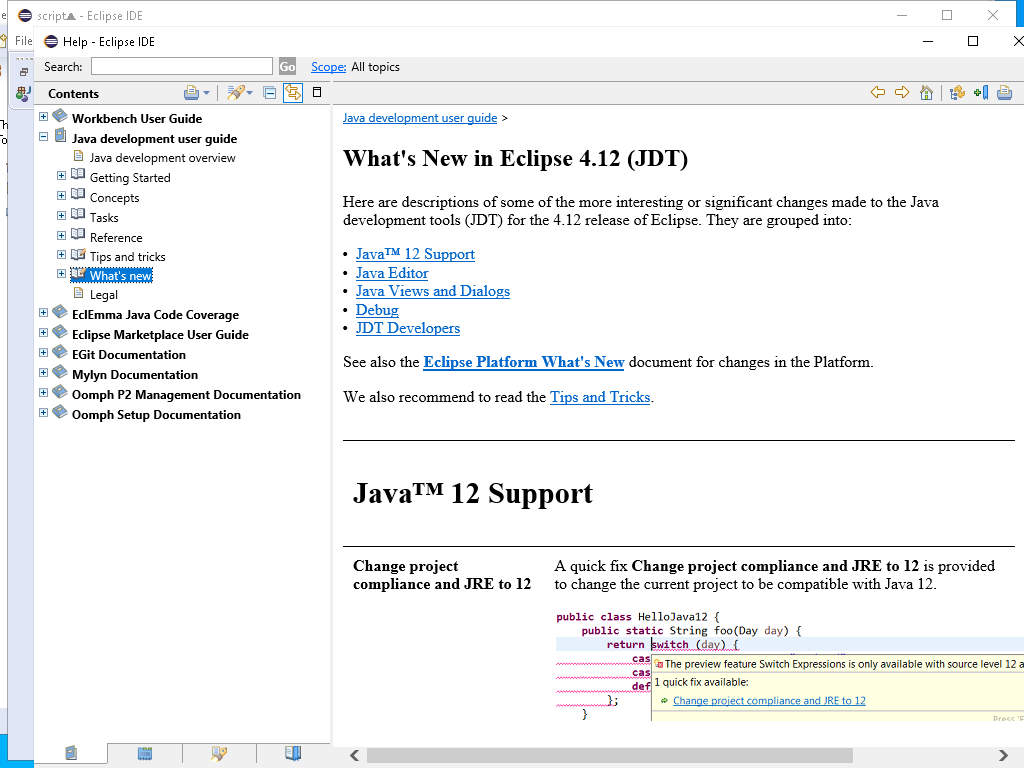 script - Eclipse IDE
File
Help - Eclipse IDE
Search:
Go
Scope: All topics
Contents
Workbench User Guide
Java development user guide
Java development overview
Getting Started
Concepts
Tasks
Reference
Tips and tricks
What's new
Legal
EclEmma Java Code Coverage
Eclipse Marketplace User Guide
EGit Documentation
Mylyn Documentation
Oomph P2 Management Documentation
Oomph Setup Documentation
Java development user guide >
What's New in Eclipse 4.12 (JDT)
Here are descriptions of some of the more interesting or significant changes made to the Java
development tools (JDT) for the 4.12 release of Eclipse. They are grouped into:
• Java™ 12 Support
• Java Editor
• Java Views and Dialogs
• Debug
• JDT Developers
See also the Eclipse Platform What's New document for changes in the Platform.
We also recommend to read the Tips and Tricks.
Java™ 12 Support
Change project
compliance and JRE to 12
A quick fix Change project compliance and JRE to 12 is provided
to change the current project to be compatible with Java 12.
public class HelloJava12 {
public static String foo(Day day) {
return switch (day) {
cas
cas
def
};
}
The preview feature Switch Expressions is only available with source level 12 a
1 quick fix available:
Change project compliance and JRE to 12
Press 'F